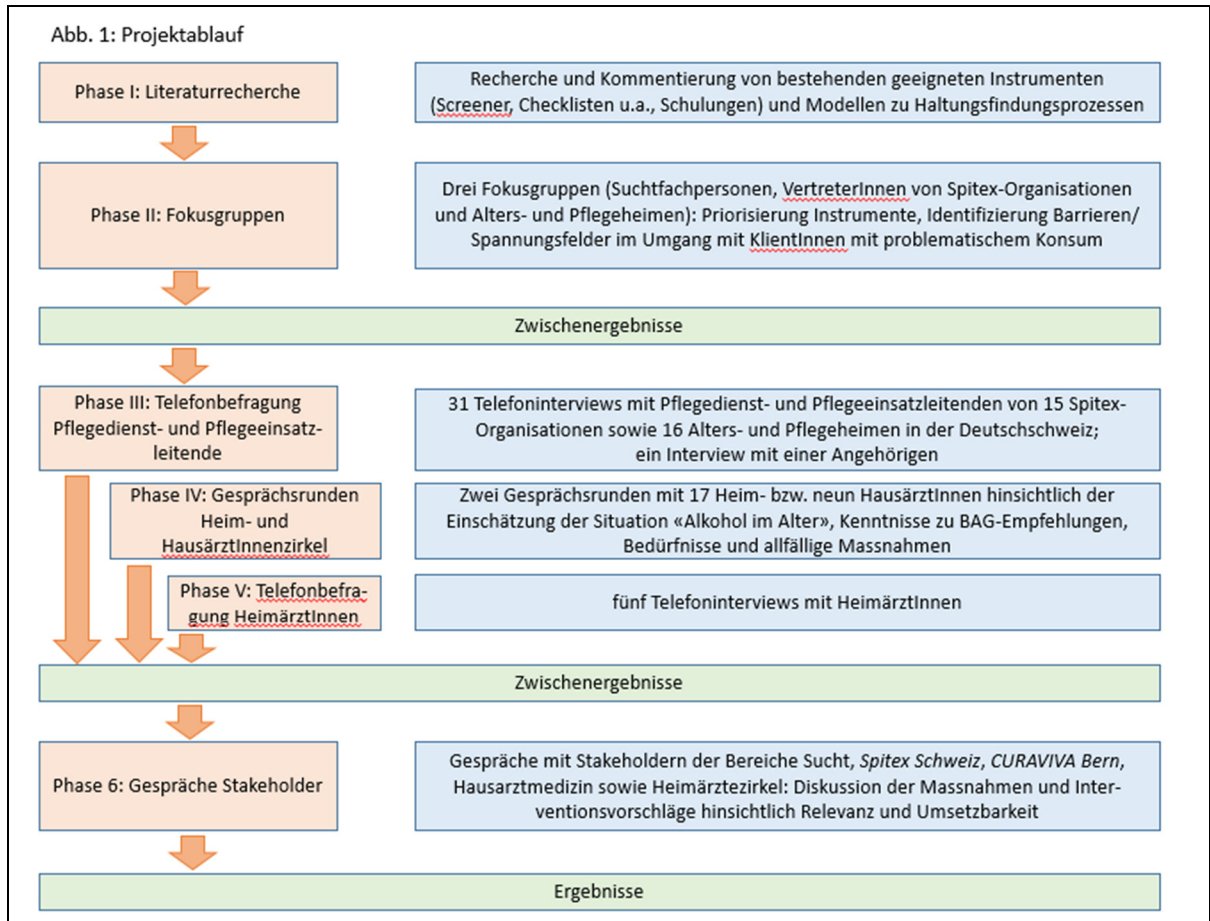 Abb. 1: Projektablauf
Phase I: Literaturrecherche
Recherche und Kommentierung von bestehenden geeigneten Instrumenten
(Screener, Checklisten u.a., Schulungen) und Modellen zu Haltungsfindungsprozessen
Phase II: Fokusgruppen
Drei Fokusgruppen (Suchtfachpersonen, VertreterInnen von Spitex-Organisationen
und Alters- und Pflegeheimen): Priorisierung Instrumente, Identifizierung Barrieren/
Spannungsfelder im Umgang mit KlientInnen mit problematischem Konsum
Zwischenergebnisse
Phase III: Telefonbefragung
Pflegedienst- und Pflegeeinsatz-
leitende
31 Telefoninterviews mit Pflegedienst- und Pflegeeinsatzleitenden von 15 Spitex-
Organisationen sowie 16 Alters- und Pflegeheimen in der Deutschschweiz;
ein Interview mit einer Angehörigen
Phase IV: Gesprächsrunden
Heim- und
HausärztInnenzirkel
Zwei Gesprächsrunden mit 17 Heim- bzw. neun HausärztInnen hinsichtlich der
Einschätzung der Situation «Alkohol im Alter», Kenntnisse zu BAG-Empfehlungen,
Bedürfnisse und allfällige Massnahmen
Phase V: Telefonbefra-
gung HeimärztInnen
fünf Telefoninterviews mit HeimärztInnen
Zwischenergebnisse
Phase 6: Gespräche Stakeholder
Gespräche mit Stakeholdern der Bereiche Sucht, Spitex Schweiz, CURAVIVA Bern,
Hausarztmedizin sowie Heimärztezirkel: Diskussion der Massnahmen und Inter-
ventionsvorschläge hinsichtlich Relevanz und Umsetzbarkeit
Ergebnisse